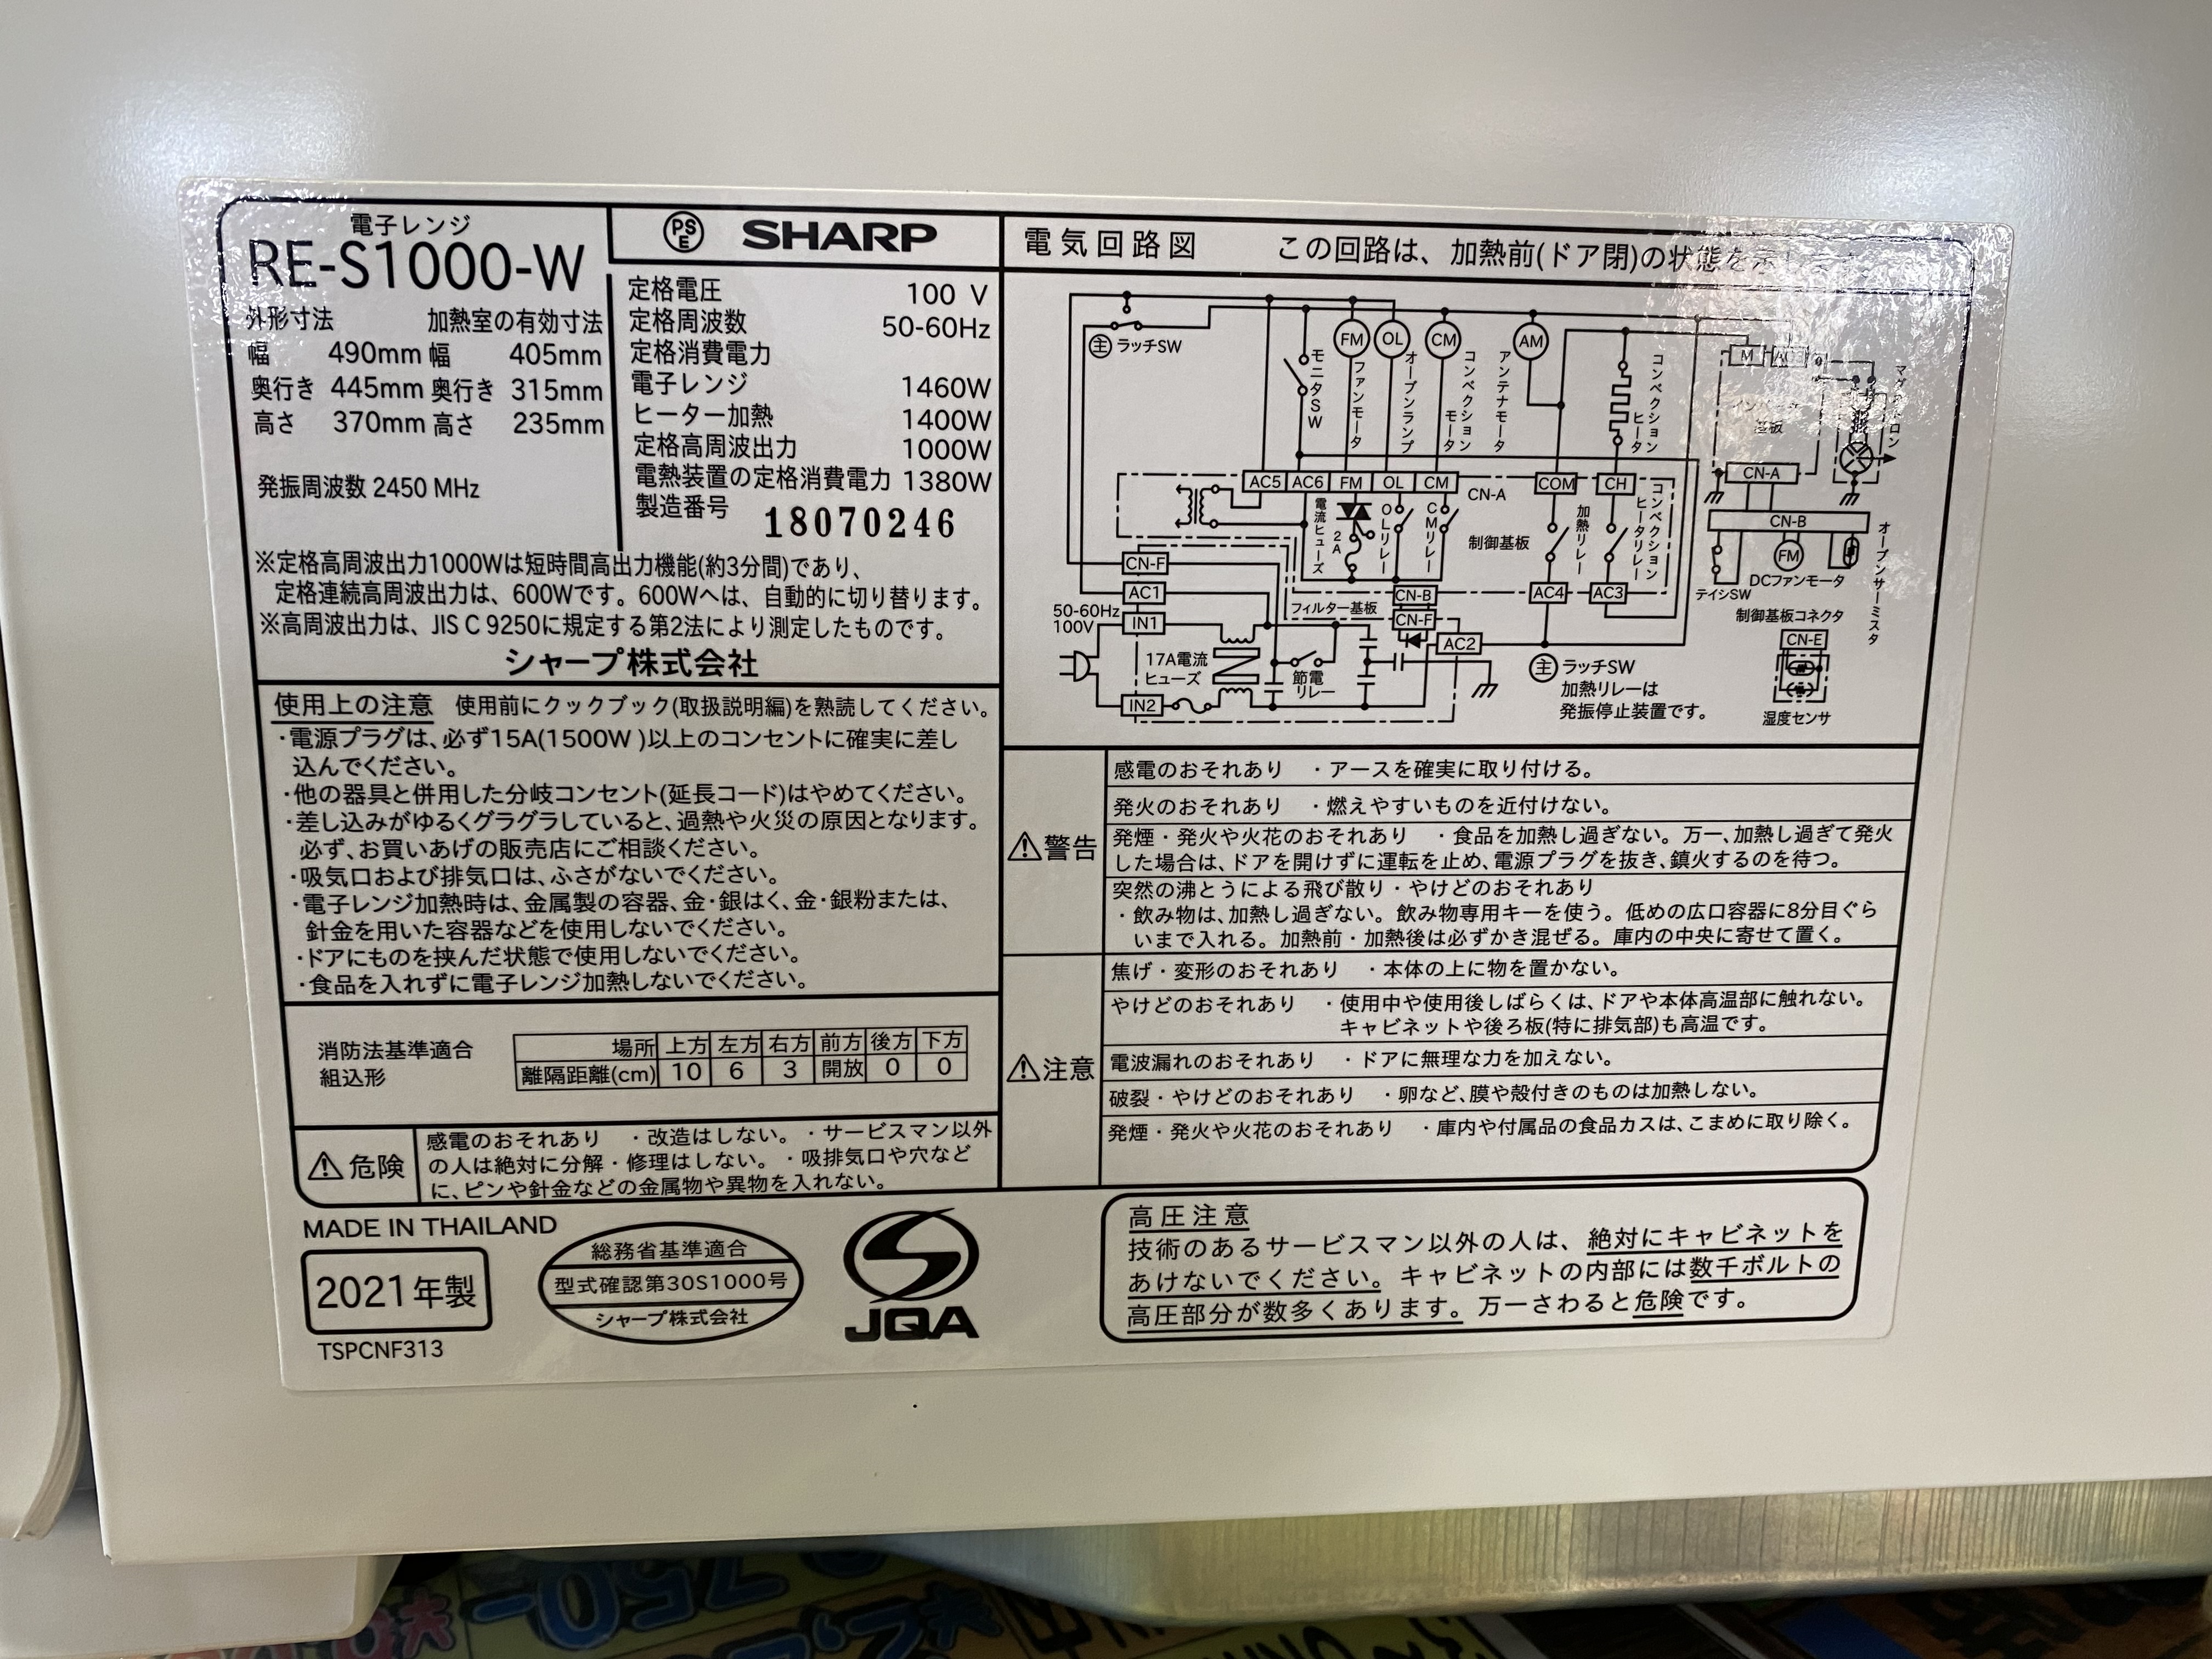 電子レンジ
RE-S1000-W
外形寸法 加熱室の有効寸法
幅 490mm 幅 405mm
奥行き 445mm 奥行き 315mm
高さ 370mm 高さ 235mm
発振周波数 2450 MHz
PS
E
SHARP
定格電圧 100 V
定格周波数 50-60Hz
定格消費電力
電子レンジ 1460W
ヒーター加熱 1400W
定格高周波出力 1000W
電熱装置の定格消費電力 1380W
製造番号 18070246
※定格高周波出力1000Wは短時間高出力機能(約3分間)であり、
定格連続高周波出力は、600Wです。600Wへは、自動的に切り替ります。
※高周波出力は、JIS C 9250に規定する第2法により測定したものです。
シャープ株式会社
使用上の注意 使用前にクックブック(取扱説明編)を熟読してください。
・電源プラグは、必ず15A(1500W )以上のコンセントに確実に差し
込んでください。
・他の器具と併用した分岐コンセント(延長コード)はやめてください。
・差し込みがゆるくグラグラしていると、過熱や火災の原因となります。
必ず、お買いあげの販売店にご相談ください。
・吸気口および排気口は、ふさがないでください。
・電子レンジ加熱時は、金属製の容器、金・銀はく、金・銀粉または、
針金を用いた容器などを使用しないでください。
・ドアにものを挟んだ状態で使用しないでください。
・食品を入れずに電子レンジ加熱しないでください。
消防法基準適合
組込形
場所 上方 左方 右方 前方 後方 下方
離隔距離(cm) 10 6 3 開放 0 0
⚠危険
感電のおそれあり ・改造はしない。 ・サービスマン以外
の人は絶対に分解・修理はしない。 ・吸排気口や穴など
に、ピンや針金などの金属物や異物を入れない。
MADE IN THAILAND
2021年製
TSPCNF313
総務省基準適合
型式確認第30S1000号
シャープ株式会社
JQA
電気回路図 この回路は、加熱前(ドア閉)の状態を
主 ラッチSW
モニタSW
FM
ファンモータ
OL
オーブンランプ
CM
コンベクションモータ
アンテナモータ
AM
コンベクションヒータ
M
基板
CN-A
AC5 AC6 FM OL CM CN-A COM CH
電流ヒューズ
2A
OLリレー
CMリレー
制御基板
加熱リレー
コンベクションヒータリレー
CN-B
FM
DCファンモータ
テイシSW
オーブンサーミスタ
制御基板コネクタ
CN-E
湿度センサ
CN-F
AC1
50-60Hz
100V
IN1
フィルター基板
CN-B
CN-F
AC4 AC3
AC2
17A電流
ヒューズ
節電
リレー
IN2
主 ラッチSW
加熱リレーは
発振停止装置です。
⚠警告
感電のおそれあり ・アースを確実に取り付ける。
発火のおそれあり ・燃えやすいものを近付けない。
発煙・発火や火花のおそれあり ・食品を加熱し過ぎない。万一、加熱し過ぎて発火
した場合は、ドアを開けずに運転を止め、電源プラグを抜き、鎮火するのを待つ。
突然の沸とうによる飛び散り・やけどのおそれあり
・飲み物は、加熱し過ぎない。飲み物専用キーを使う。低めの広口容器に8分目ぐら
いまで入れる。加熱前・加熱後は必ずかき混ぜる。庫内の中央に寄せて置く。
⚠注意
焦げ・変形のおそれあり ・本体の上に物を置かない。
やけどのおそれあり ・使用中や使用後しばらくは、ドアや本体高温部に触れない。
キャビネットや後ろ板(特に排気部)も高温です。
電波漏れのおそれあり ・ドアに無理な力を加えない。
破裂・やけどのおそれあり ・卵など、膜や殻付きのものは加熱しない。
発煙・発火や火花のおそれあり ・庫内や付属品の食品カスは、こまめに取り除く。
高圧注意
技術のあるサービスマン以外の人は、絶対にキャビネットを
あけないでください。キャビネットの内部には数千ボルトの
高圧部分が数多くあります。万一さわると危険です。